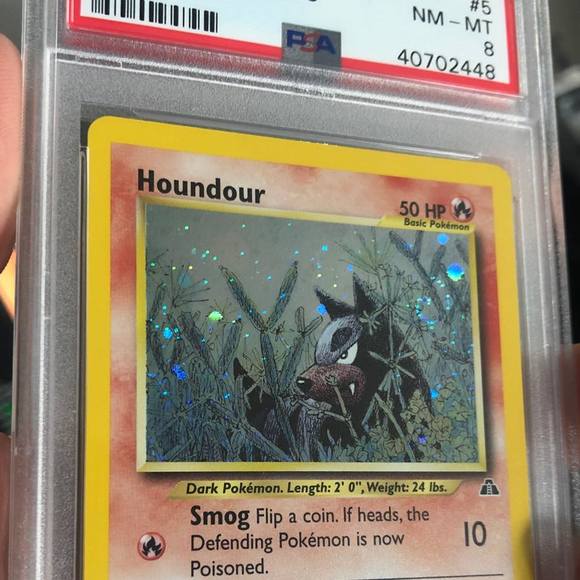 #5
NM - MT
PSA
8
40702448
Houndour
50 HP
Basic Pokémon
Dark Pokémon. Length: 2' 0", Weight: 24 lbs.
Smog Flip a coin. If heads, the
Defending Pokémon is now
Poisoned.
10